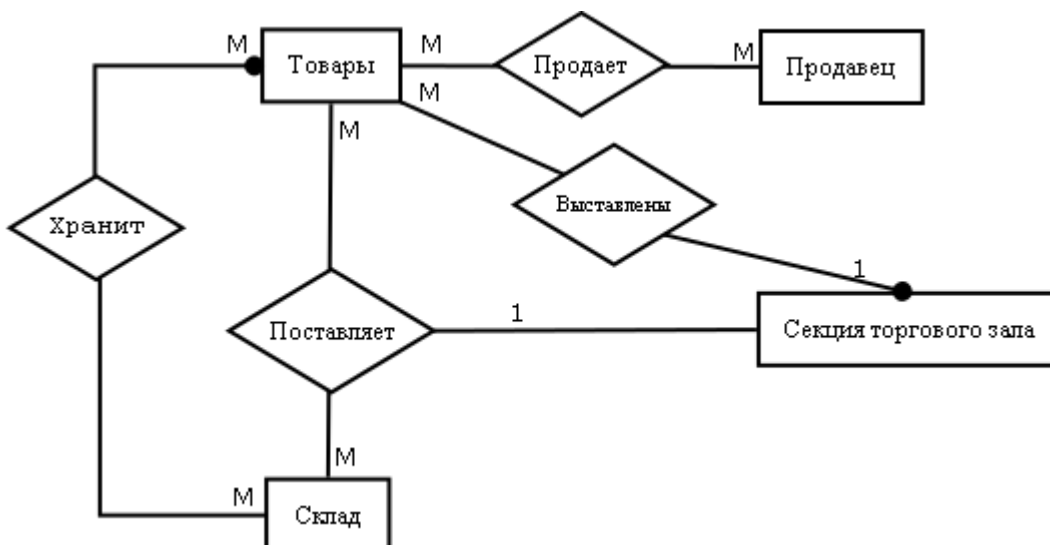 М
Товары
М
Продает
М
Продавец
М
М
Выставлены
Хранит
1
Поставляет
1
Секция торгового зала
М
М
Склад